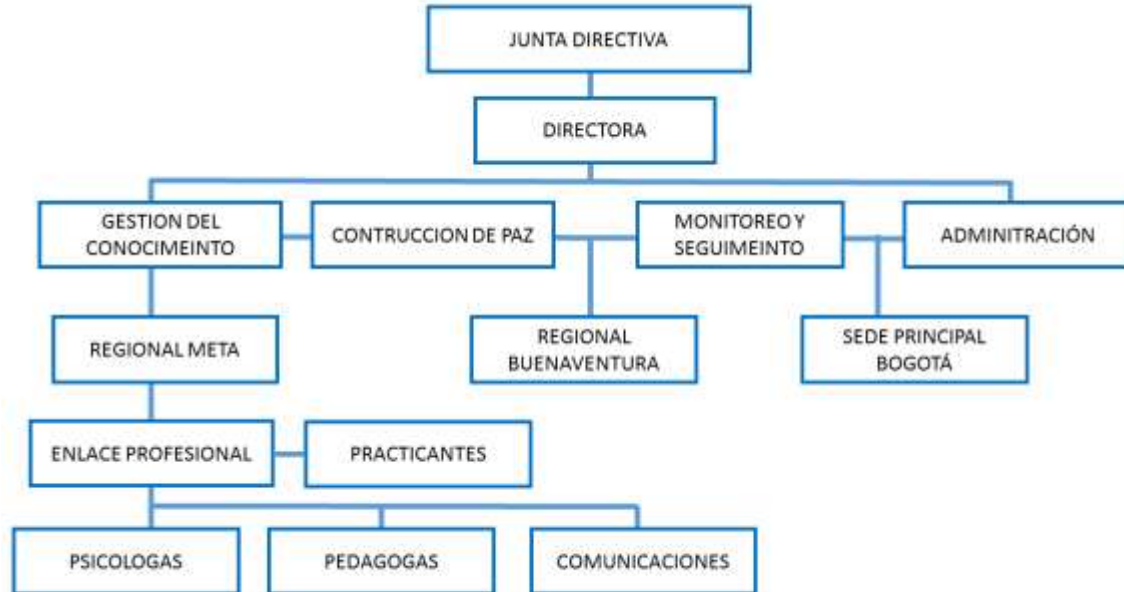 JUNTA DIRECTIVA
DIRECTORA
GESTION DEL
CONOCIMEINTO
CONTRUCCION DE PAZ
MONITOREO Y
SEGUIMEINTO
ADMINITRACIÓN
REGIONAL META
REGIONAL
BUENAVENTURA
SEDE PRINCIPAL
BOGOTÁ
ENLACE PROFESIONAL
PRACTICANTES
PSICOLOGAS
PEDAGOGAS
COMUNICACIONES